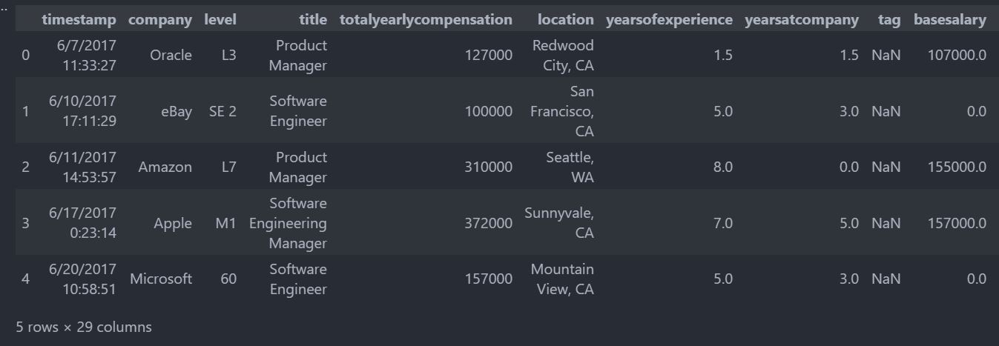 ..
timestamp company level title totalyearlycompensation location yearsofexperience yearsatcompany tag basesalary
0 6/7/2017 11:33:27 Oracle L3 Product Manager 127000 Redwood City, CA 1.5 1.5 NaN 107000.0
1 6/10/2017 17:11:29 eBay SE 2 Software Engineer 100000 San Francisco, CA 5.0 3.0 NaN 0.0
2 6/11/2017 14:53:57 Amazon L7 Product Manager 310000 Seattle, WA 8.0 0.0 NaN 155000.0
3 6/17/2017 0:23:14 Apple M1 Software Engineering Manager 372000 Sunnyvale, CA 7.0 5.0 NaN 157000.0
4 6/20/2017 10:58:51 Microsoft 60 Software Engineer 157000 Mountain View, CA 5.0 3.0 NaN 0.0
5 rows × 29 columns